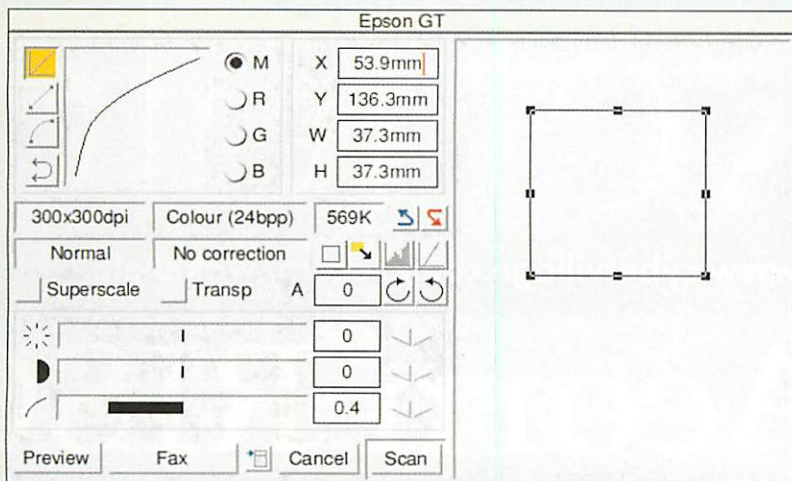 Epson GT
M
X 53.9mm
R
Y 136.3mm
G
W 37.3mm
B
H 37.3mm
300x300dpi Colour (24bpp) 569K
Normal No correction
Superscale Transp A 0
0
0
0.4
Preview Fax Cancel Scan